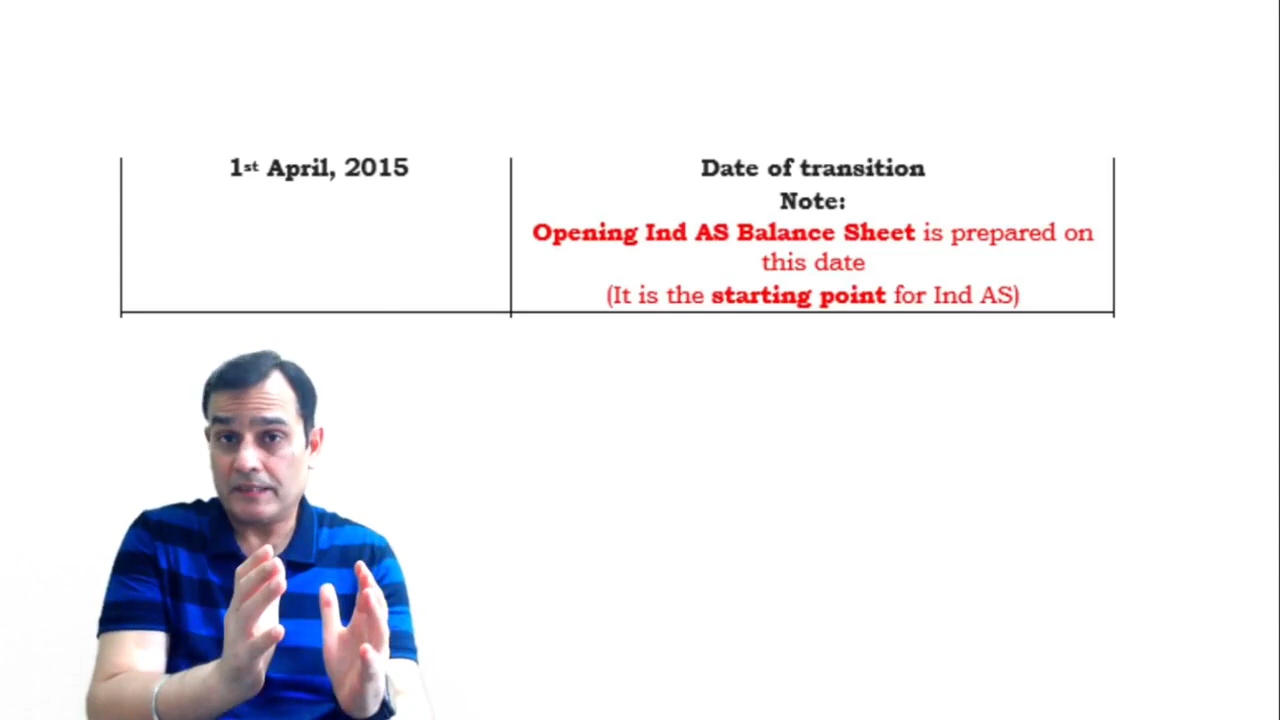 1st April, 2015
Date of transition
Note:
Opening Ind AS Balance Sheet is prepared on
this date
(It is the starting point for Ind AS)